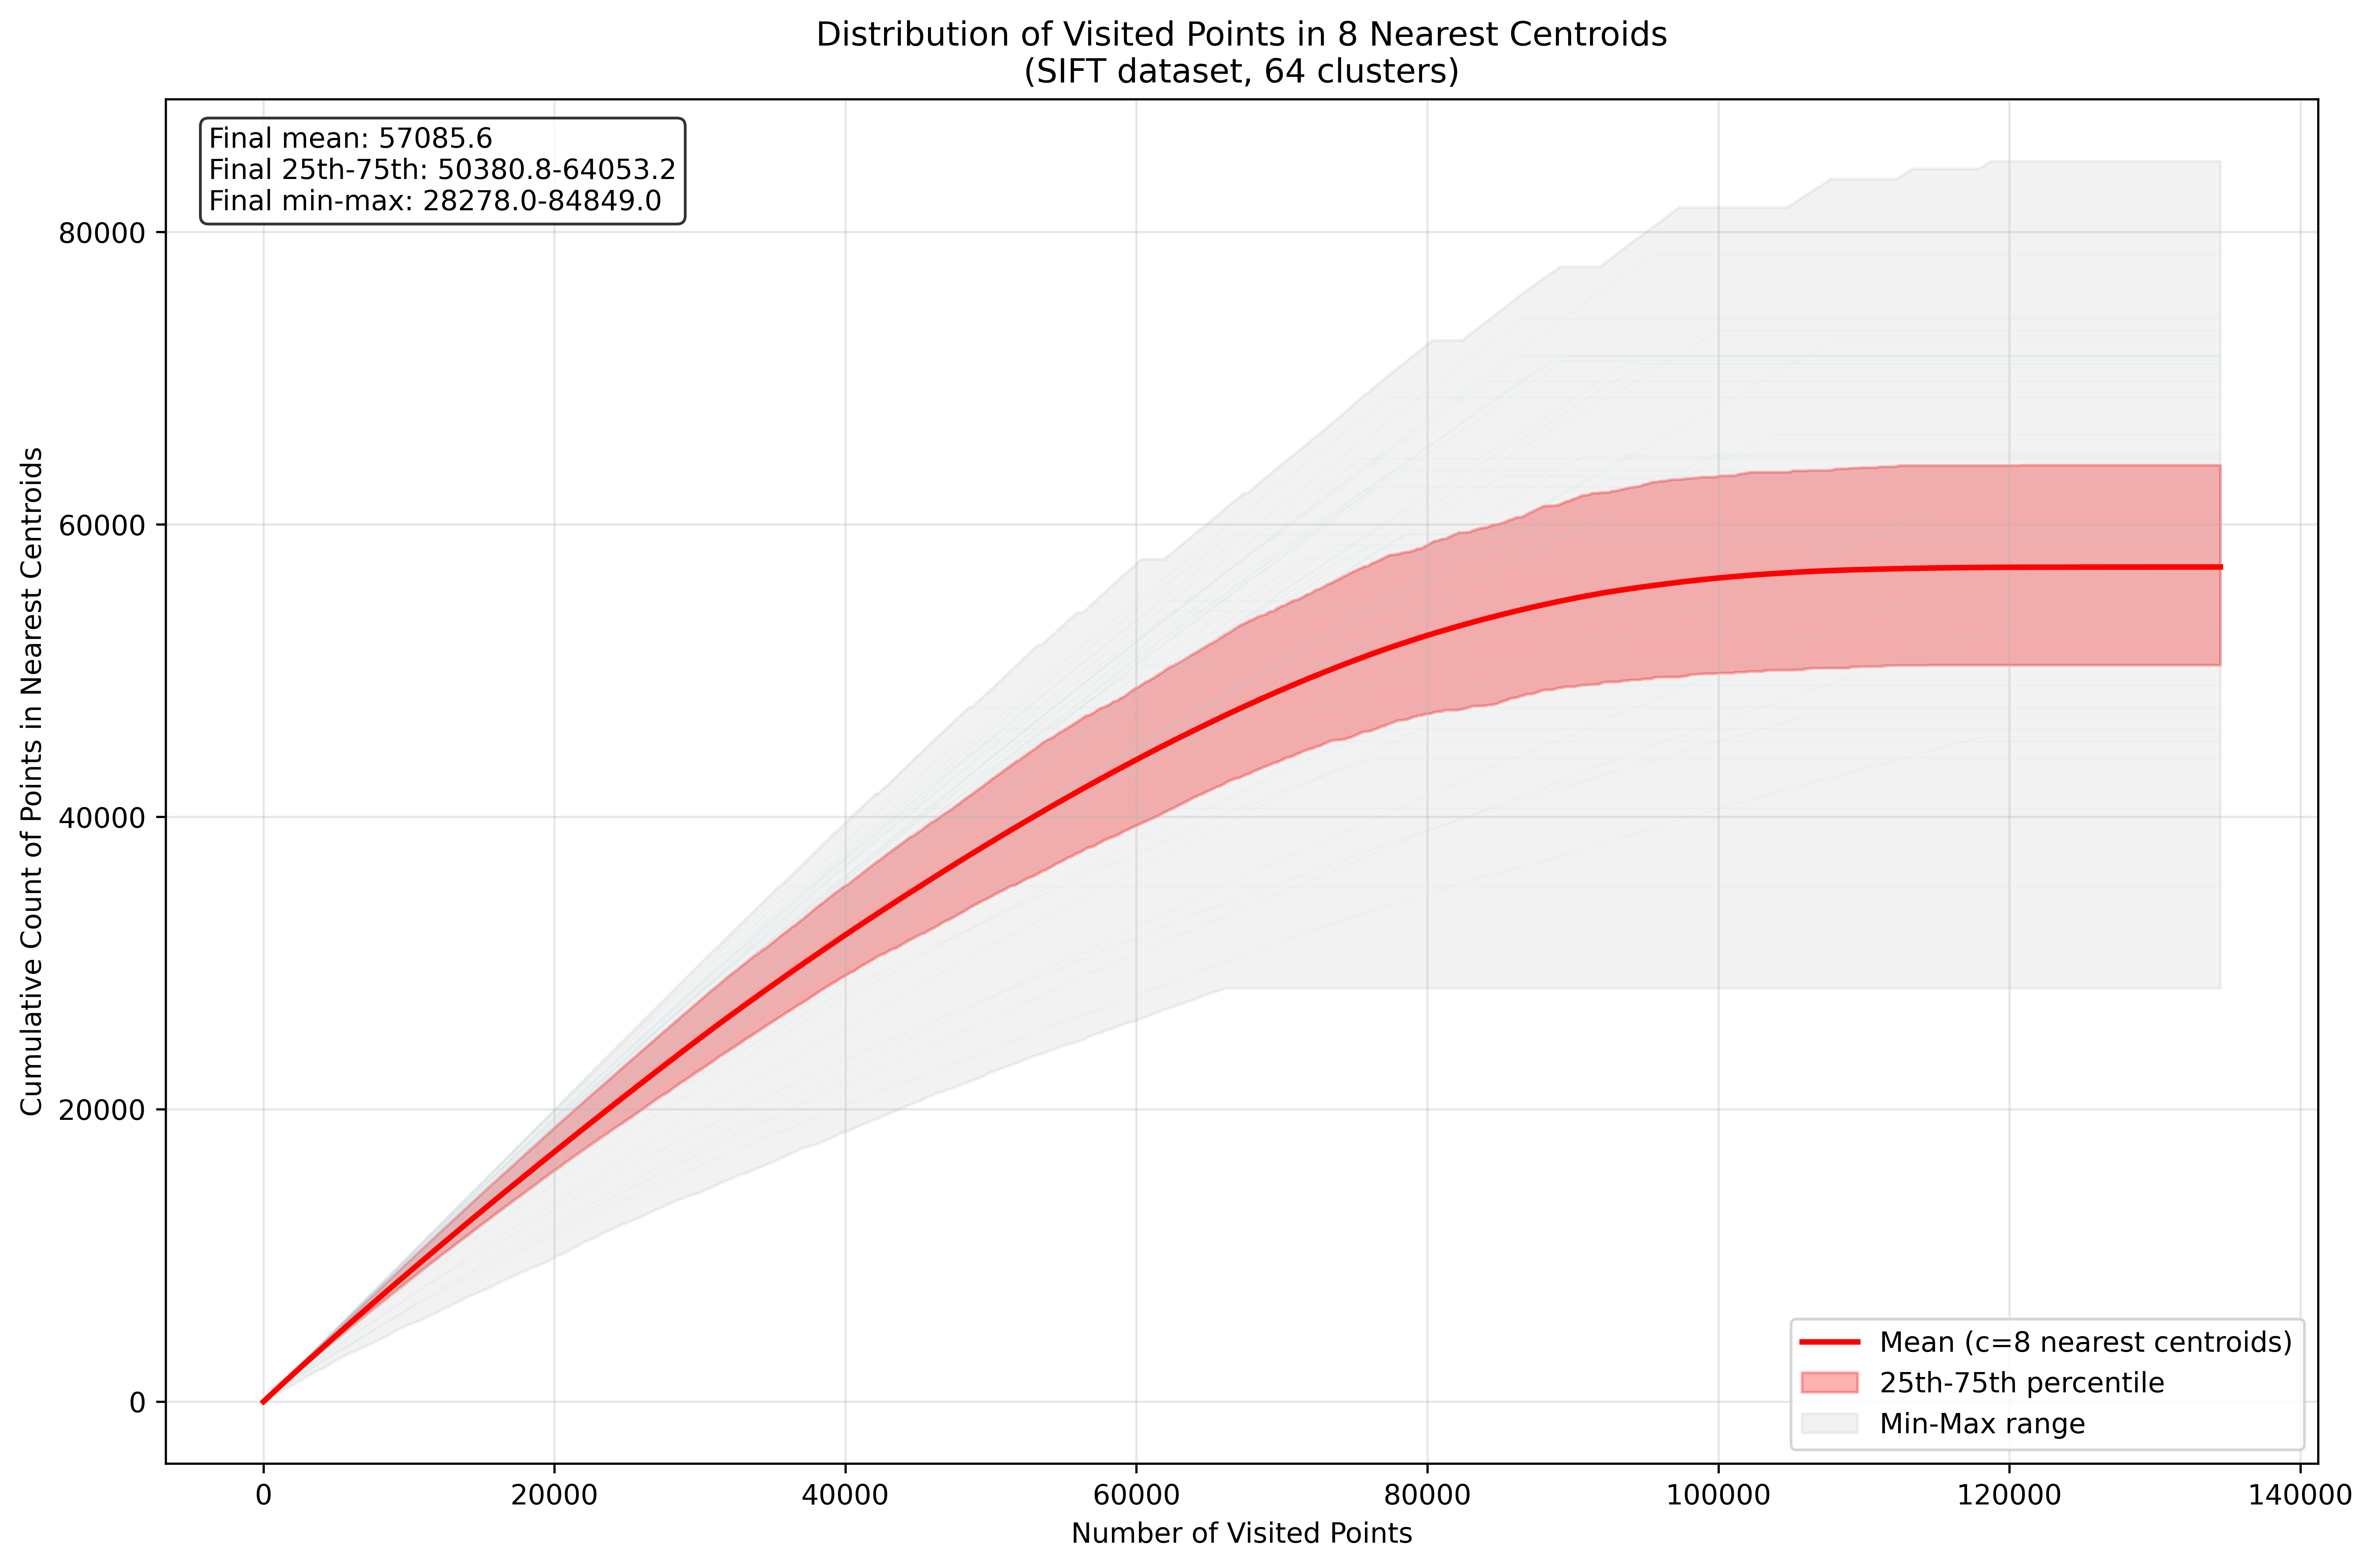 Distribution of Visited Points in 8 Nearest Centroids
(SIFT dataset, 64 clusters)
Final mean: 57085.6
Final 25th-75th: 50380.8-64053.2
Final min-max: 28278.0-84849.0
Cumulative Count of Points in Nearest Centroids
80000
60000
40000
20000
0
Mean (c=8 nearest centroids)
25th-75th percentile
Min-Max range
0
20000
40000
60000
80000
100000
120000
140000
Number of Visited Points